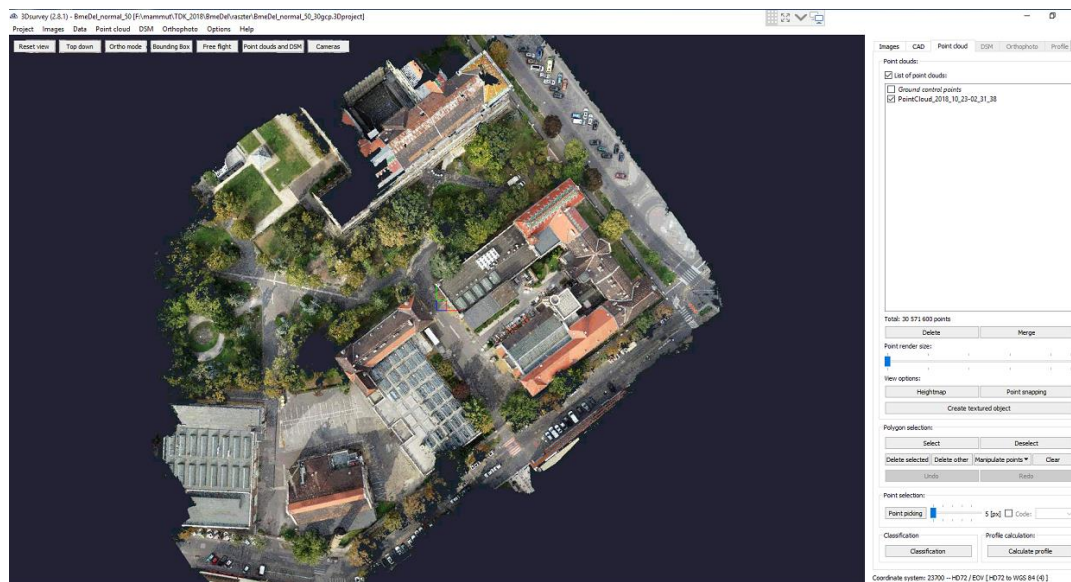 3Dsurvey (2.8.1) - BmeDel_normal_50 [F:\mammut\TDK_2018\BmeDel\raszter\BmeDel_normal_50_30gcp.3Dproject]
Project Images Data Point cloud DSM Orthophoto Options Help
Reset view Top down Ortho mode Bounding Box Free flight Point clouds and DSM Cameras
Images CAD Point cloud DSM Orthophoto Profile
Point clouds:
List of point clouds:
Ground control points
PointCloud_2018_10_23-02_31_38
Total: 30 571 600 points
Delete Merge
Point render size:
View options:
Heightmap Point snapping
Create textured object
Polygon selection:
Select Deselect
Delete selected Delete other Manipulate points Clear
Undo Redo
Point selection:
Point picking 5 [px] Code:
Classification Profile calculation:
Classification Calculate profile
Coordinate system: 23700 -- HD72 / EOV [ HD72 to WGS 84 (4) ]